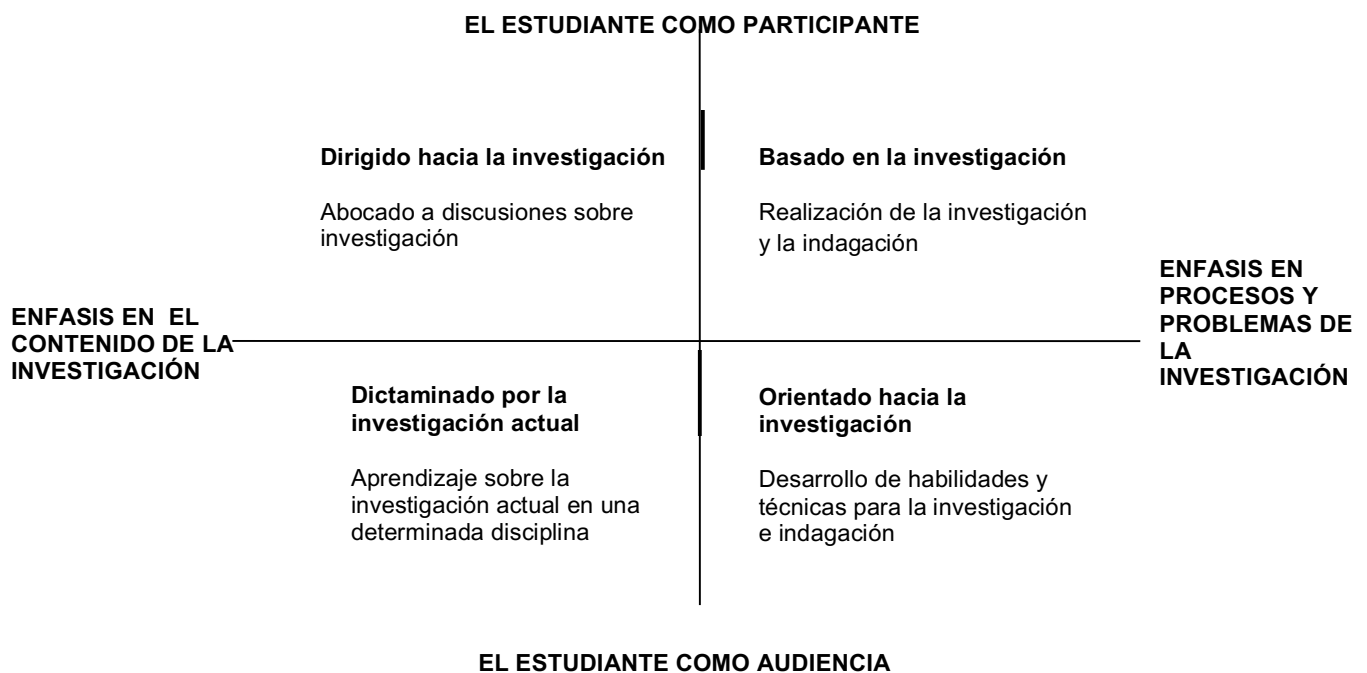 EL ESTUDIANTE COMO PARTICIPANTE
Dirigido hacia la investigación
Abocado a discusiones sobre
investigación
Basado en la investigación
Realización de la investigación
y la indagación
ENFASIS EN  EL
CONTENIDO DE LA
INVESTIGACIÓN
ENFASIS EN
PROCESOS Y
PROBLEMAS DE
LA
INVESTIGACIÓN
Dictaminado por la
investigación actual
Aprendizaje sobre la
investigación actual en una
determinada disciplina
Orientado hacia la
investigación
Desarrollo de habilidades y
técnicas para la investigación
e indagación
EL ESTUDIANTE COMO AUDIENCIA